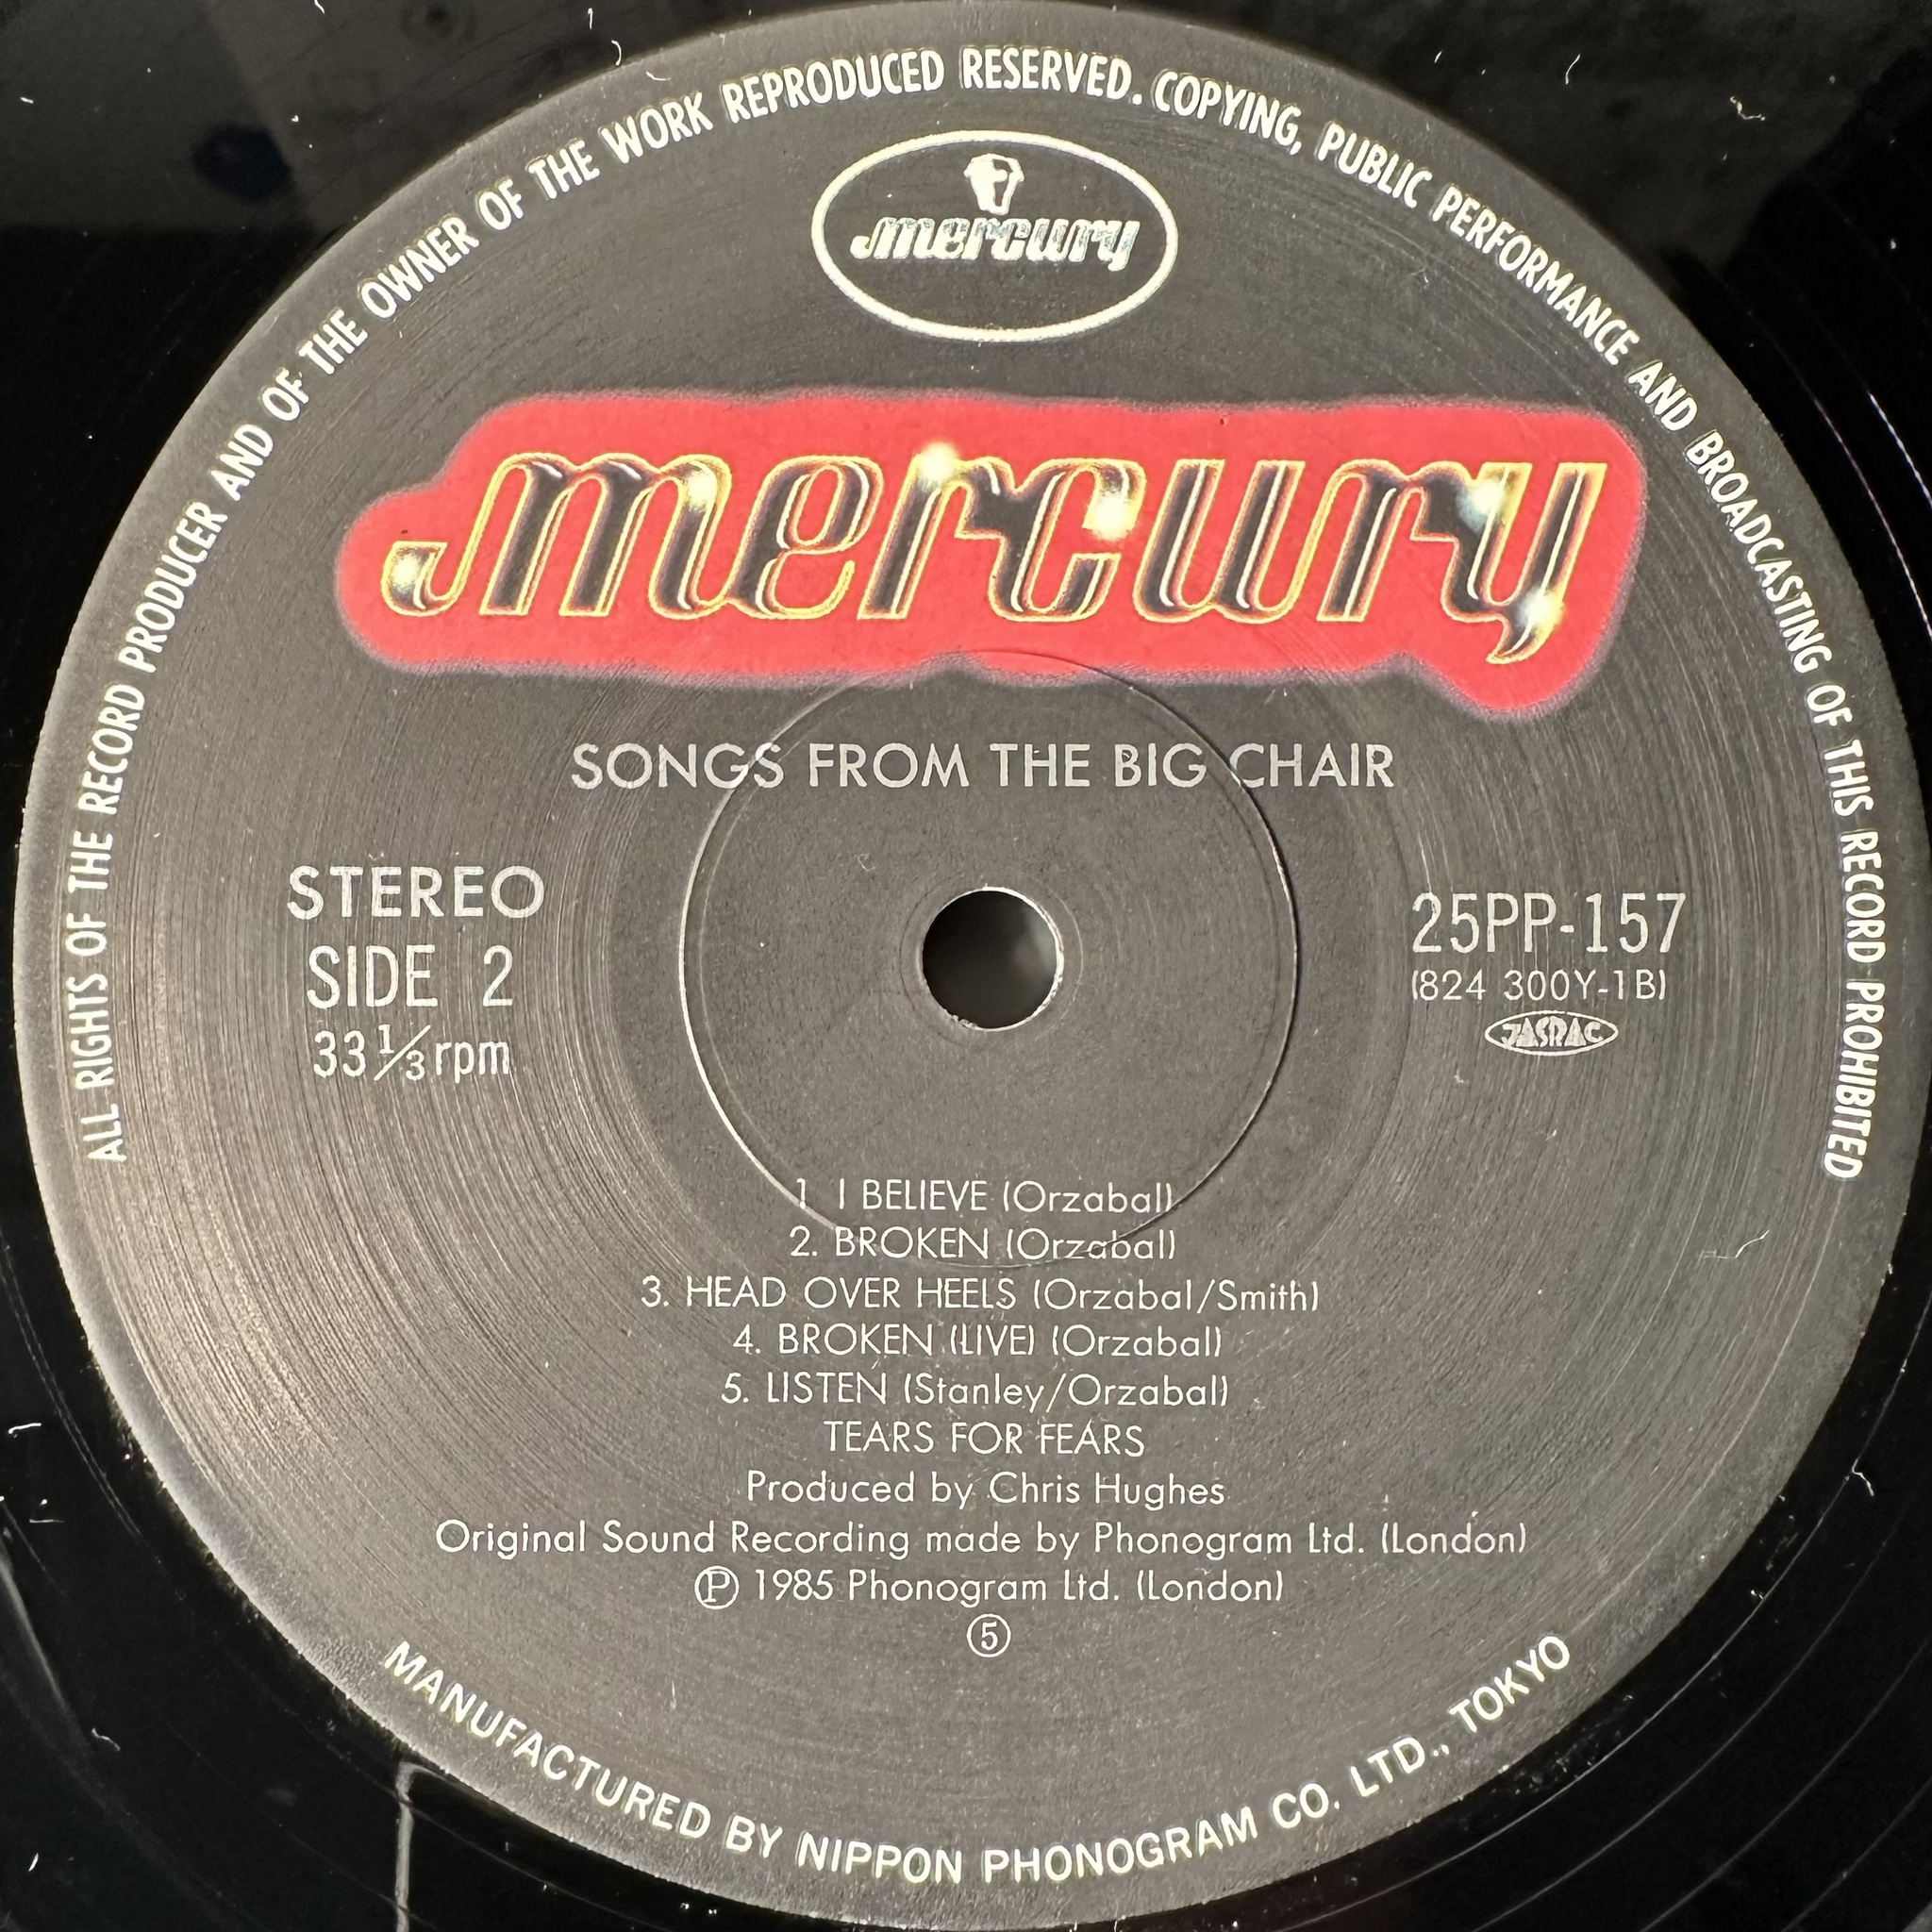 ALL RIGHTS OF THE RECORD PRODUCER AND OF THE OWNER OF THE WORK REPRODUCED RESERVED. COPYING, PUBLIC PERFORMANCE AND BROADCASTING OF THIS RECORD PROHIBITED
mercury
mercury
SONGS FROM THE BIG CHAIR
STEREO
SIDE 2
33 1/3 rpm
25PP-157
(824 300Y-1B)
JASRAC
1 I BELIEVE (Orzabal)
2. BROKEN (Orzabal)
3. HEAD OVER HEELS (Orzabal/Smith)
4. BROKEN (LIVE) (Orzabal)
5. LISTEN (Stanley/Orzabal)
TEARS FOR FEARS
Produced by Chris Hughes
Original Sound Recording made by Phonogram Ltd. (London)
Ⓟ 1985 Phonogram Ltd. (London)
⑤
MANUFACTURED BY NIPPON PHONOGRAM CO. LTD., TOKYO